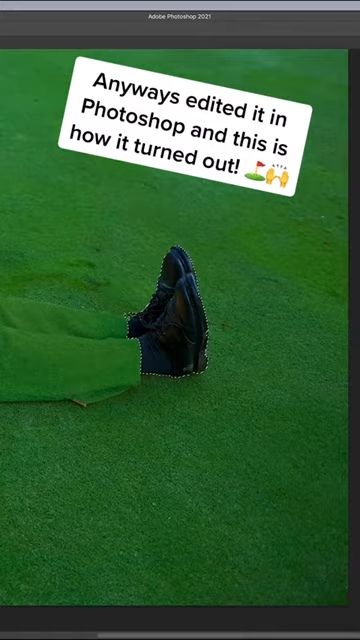 Adobe Photoshop 2021
Anyways edited it in
Photoshop and this is
how it turned out! ⛳🙌